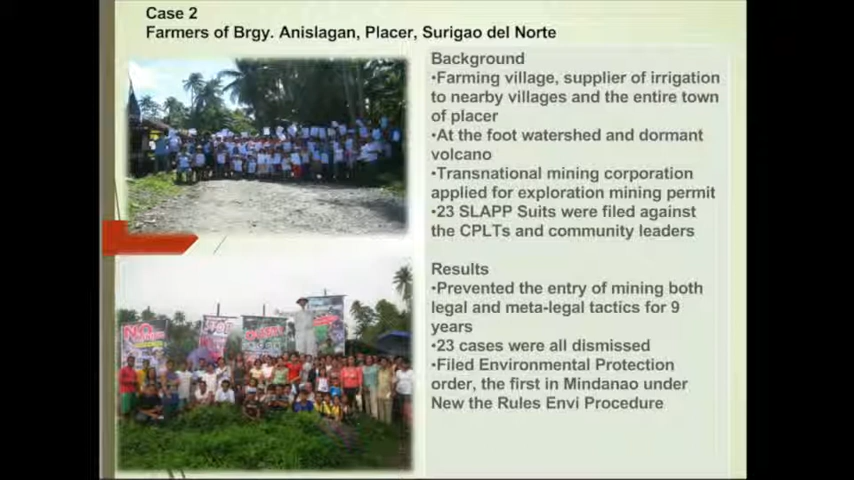 Case 2
Farmers of Brgy. Anislagan, Placer, Surigao del Norte
Background
•Farming village, supplier of irrigation
to nearby villages and the entire town
of placer
•At the foot watershed and dormant
volcano
•Transnational mining corporation
applied for exploration mining permit
•23 SLAPP Suits were filed against
the CPLTs and community leaders
Results
•Prevented the entry of mining both
legal and meta-legal tactics for 9
years
•23 cases were all dismissed
•Filed Environmental Protection
order, the first in Mindanao under
New the Rules Envi Procedure
NO